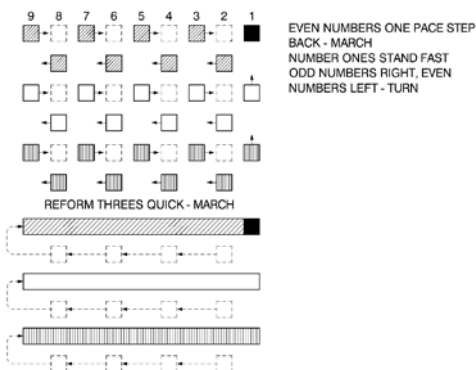 9 8 7 6 5 4 3 2 1
EVEN NUMBERS ONE PACE STEP
BACK - MARCH
NUMBER ONES STAND FAST
ODD NUMBERS RIGHT, EVEN
NUMBERS LEFT - TURN
REFORM THREES QUICK - MARCH